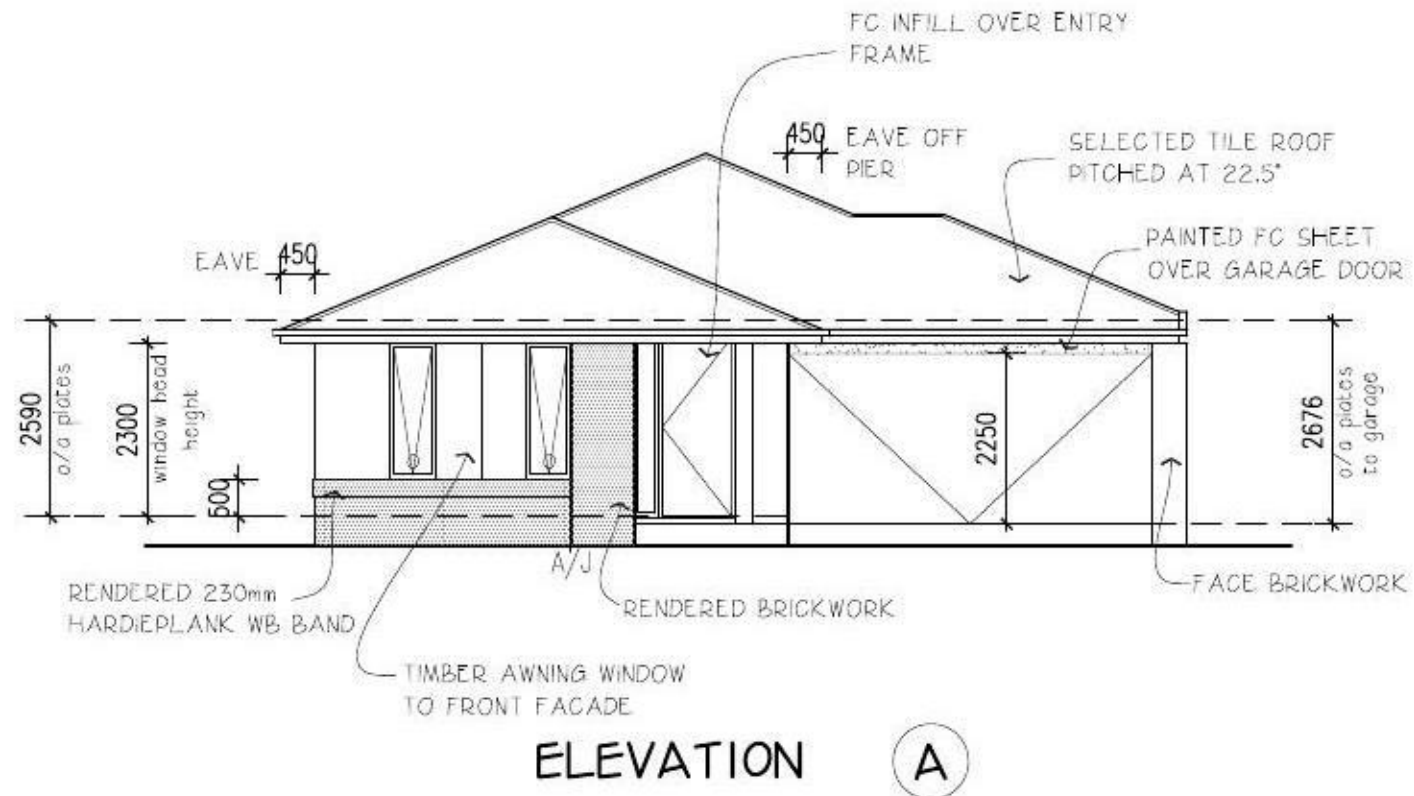 FC INFILL OVER ENTRY
FRAME
450
EAVE OFF
PIER
SELECTED TILE ROOF
PITCHED AT 22.5°
PAINTED FC SHEET
OVER GARAGE DOOR
EAVE
450
2590
o/a plates
2300
window head
height
500
2250
2676
o/a plates
to garage
A/J
RENDERED 230mm
HARDIEPLANK WB BAND
RENDERED BRICKWORK
FACE BRICKWORK
TIMBER AWNING WINDOW
TO FRONT FACADE
ELEVATION A